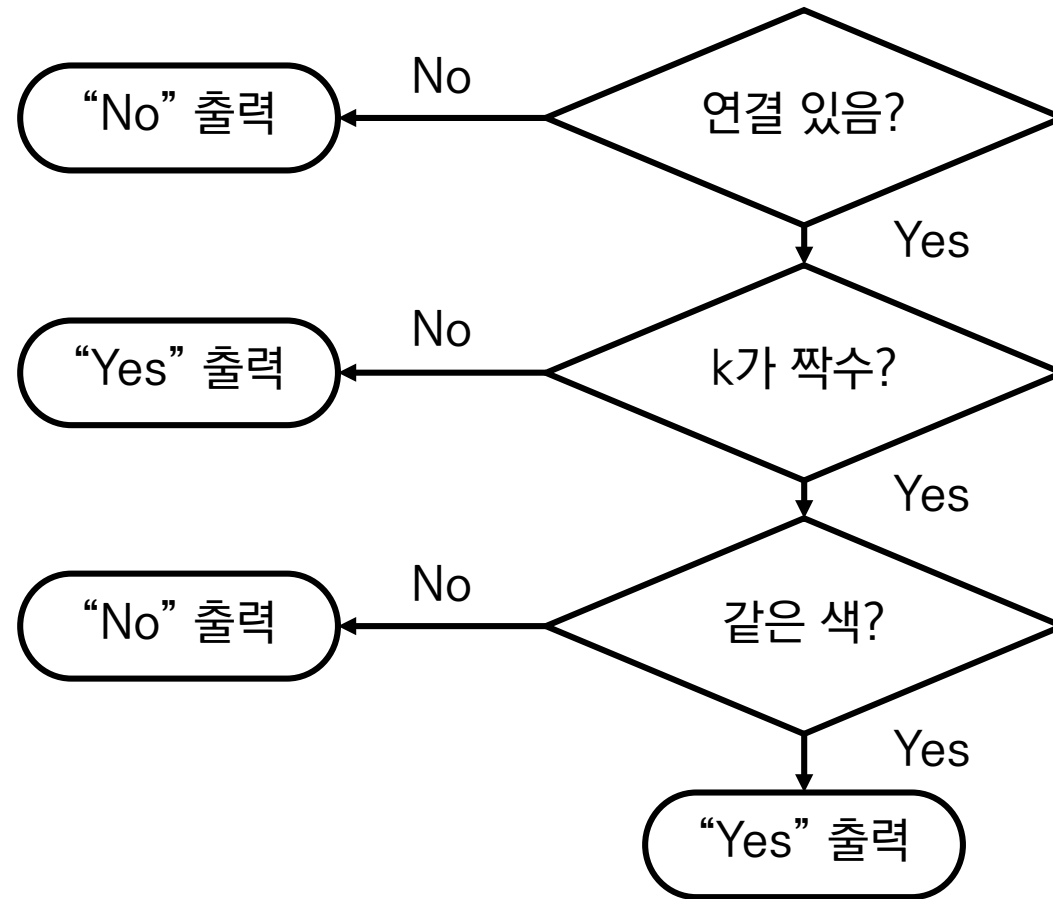 연결 있음?
No
“No” 출력
Yes
k가 짝수?
No
“Yes” 출력
Yes
같은 색?
No
“No” 출력
Yes
“Yes” 출력